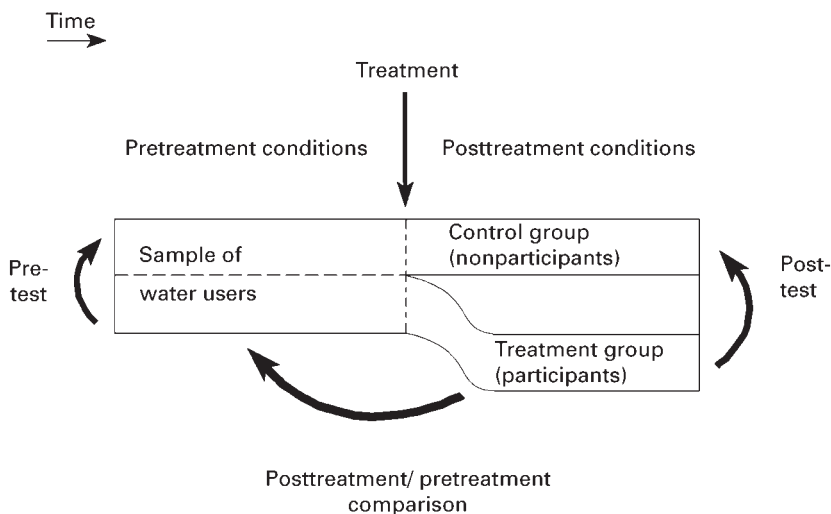 Time
Treatment
Pretreatment conditions
Posttreatment conditions
Sample of
water users
Control group
(nonparticipants)
Pre-
test
Post-
test
Treatment group
(participants)
Posttreatment/ pretreatment
comparison